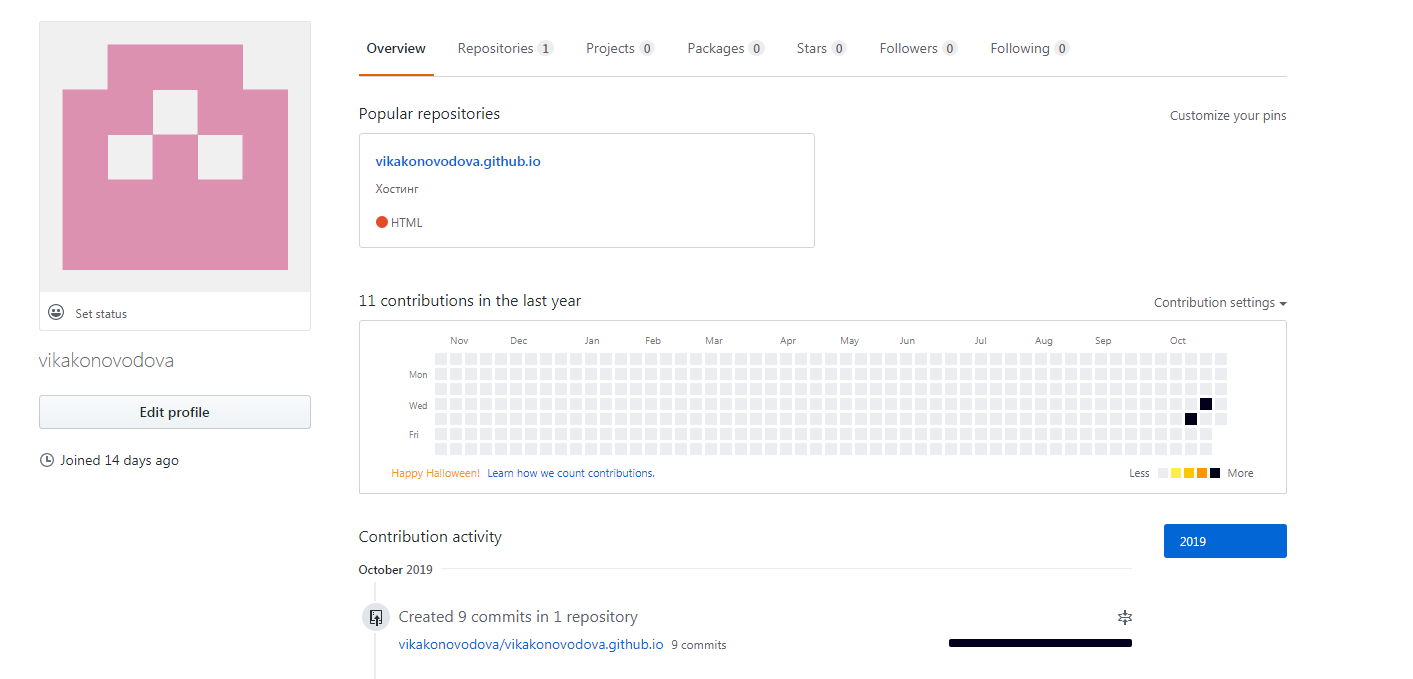 Overview Repositories 1 Projects 0 Packages 0 Stars 0 Followers 0 Following 0
Set status
vikakonovodova
Edit profile
Joined 14 days ago
Popular repositories Customize your pins
vikakonovodova.github.io
Хостинг
HTML
11 contributions in the last year Contribution settings
Nov Dec Jan Feb Mar Apr May Jun Jul Aug Sep Oct
Mon
Wed
Fri
Happy Halloween! Learn how we count contributions. Less More
Contribution activity 2019
October 2019
Created 9 commits in 1 repository
vikakonovodova/vikakonovodova.github.io 9 commits